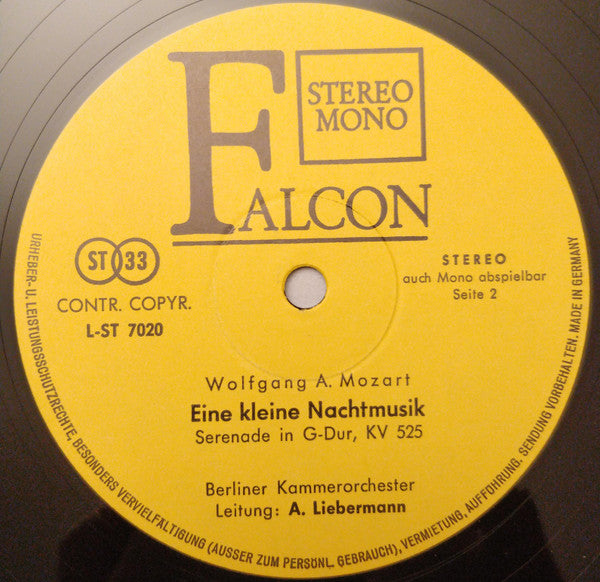 FALCON
STEREO
MONO
ST 33
CONTR. COPYR.
L-ST 7020
STEREO
auch Mono abspielbar
Seite 2
Wolfgang A. Mozart
Eine kleine Nachtmusik
Serenade in G-Dur, KV 525
Berliner Kammerorchester
Leitung: A. Liebermann
URHEBER-U. LEISTUNGSSCHUTZRECHTE, BESONDERS VERVIELFÄLTIGUNG (AUSSER ZUM PERSÖNL. GEBRAUCH), VERMIETUNG, AUFFÜHRUNG. SENDUNG VORBEHALTEN. MADE IN GERMANY